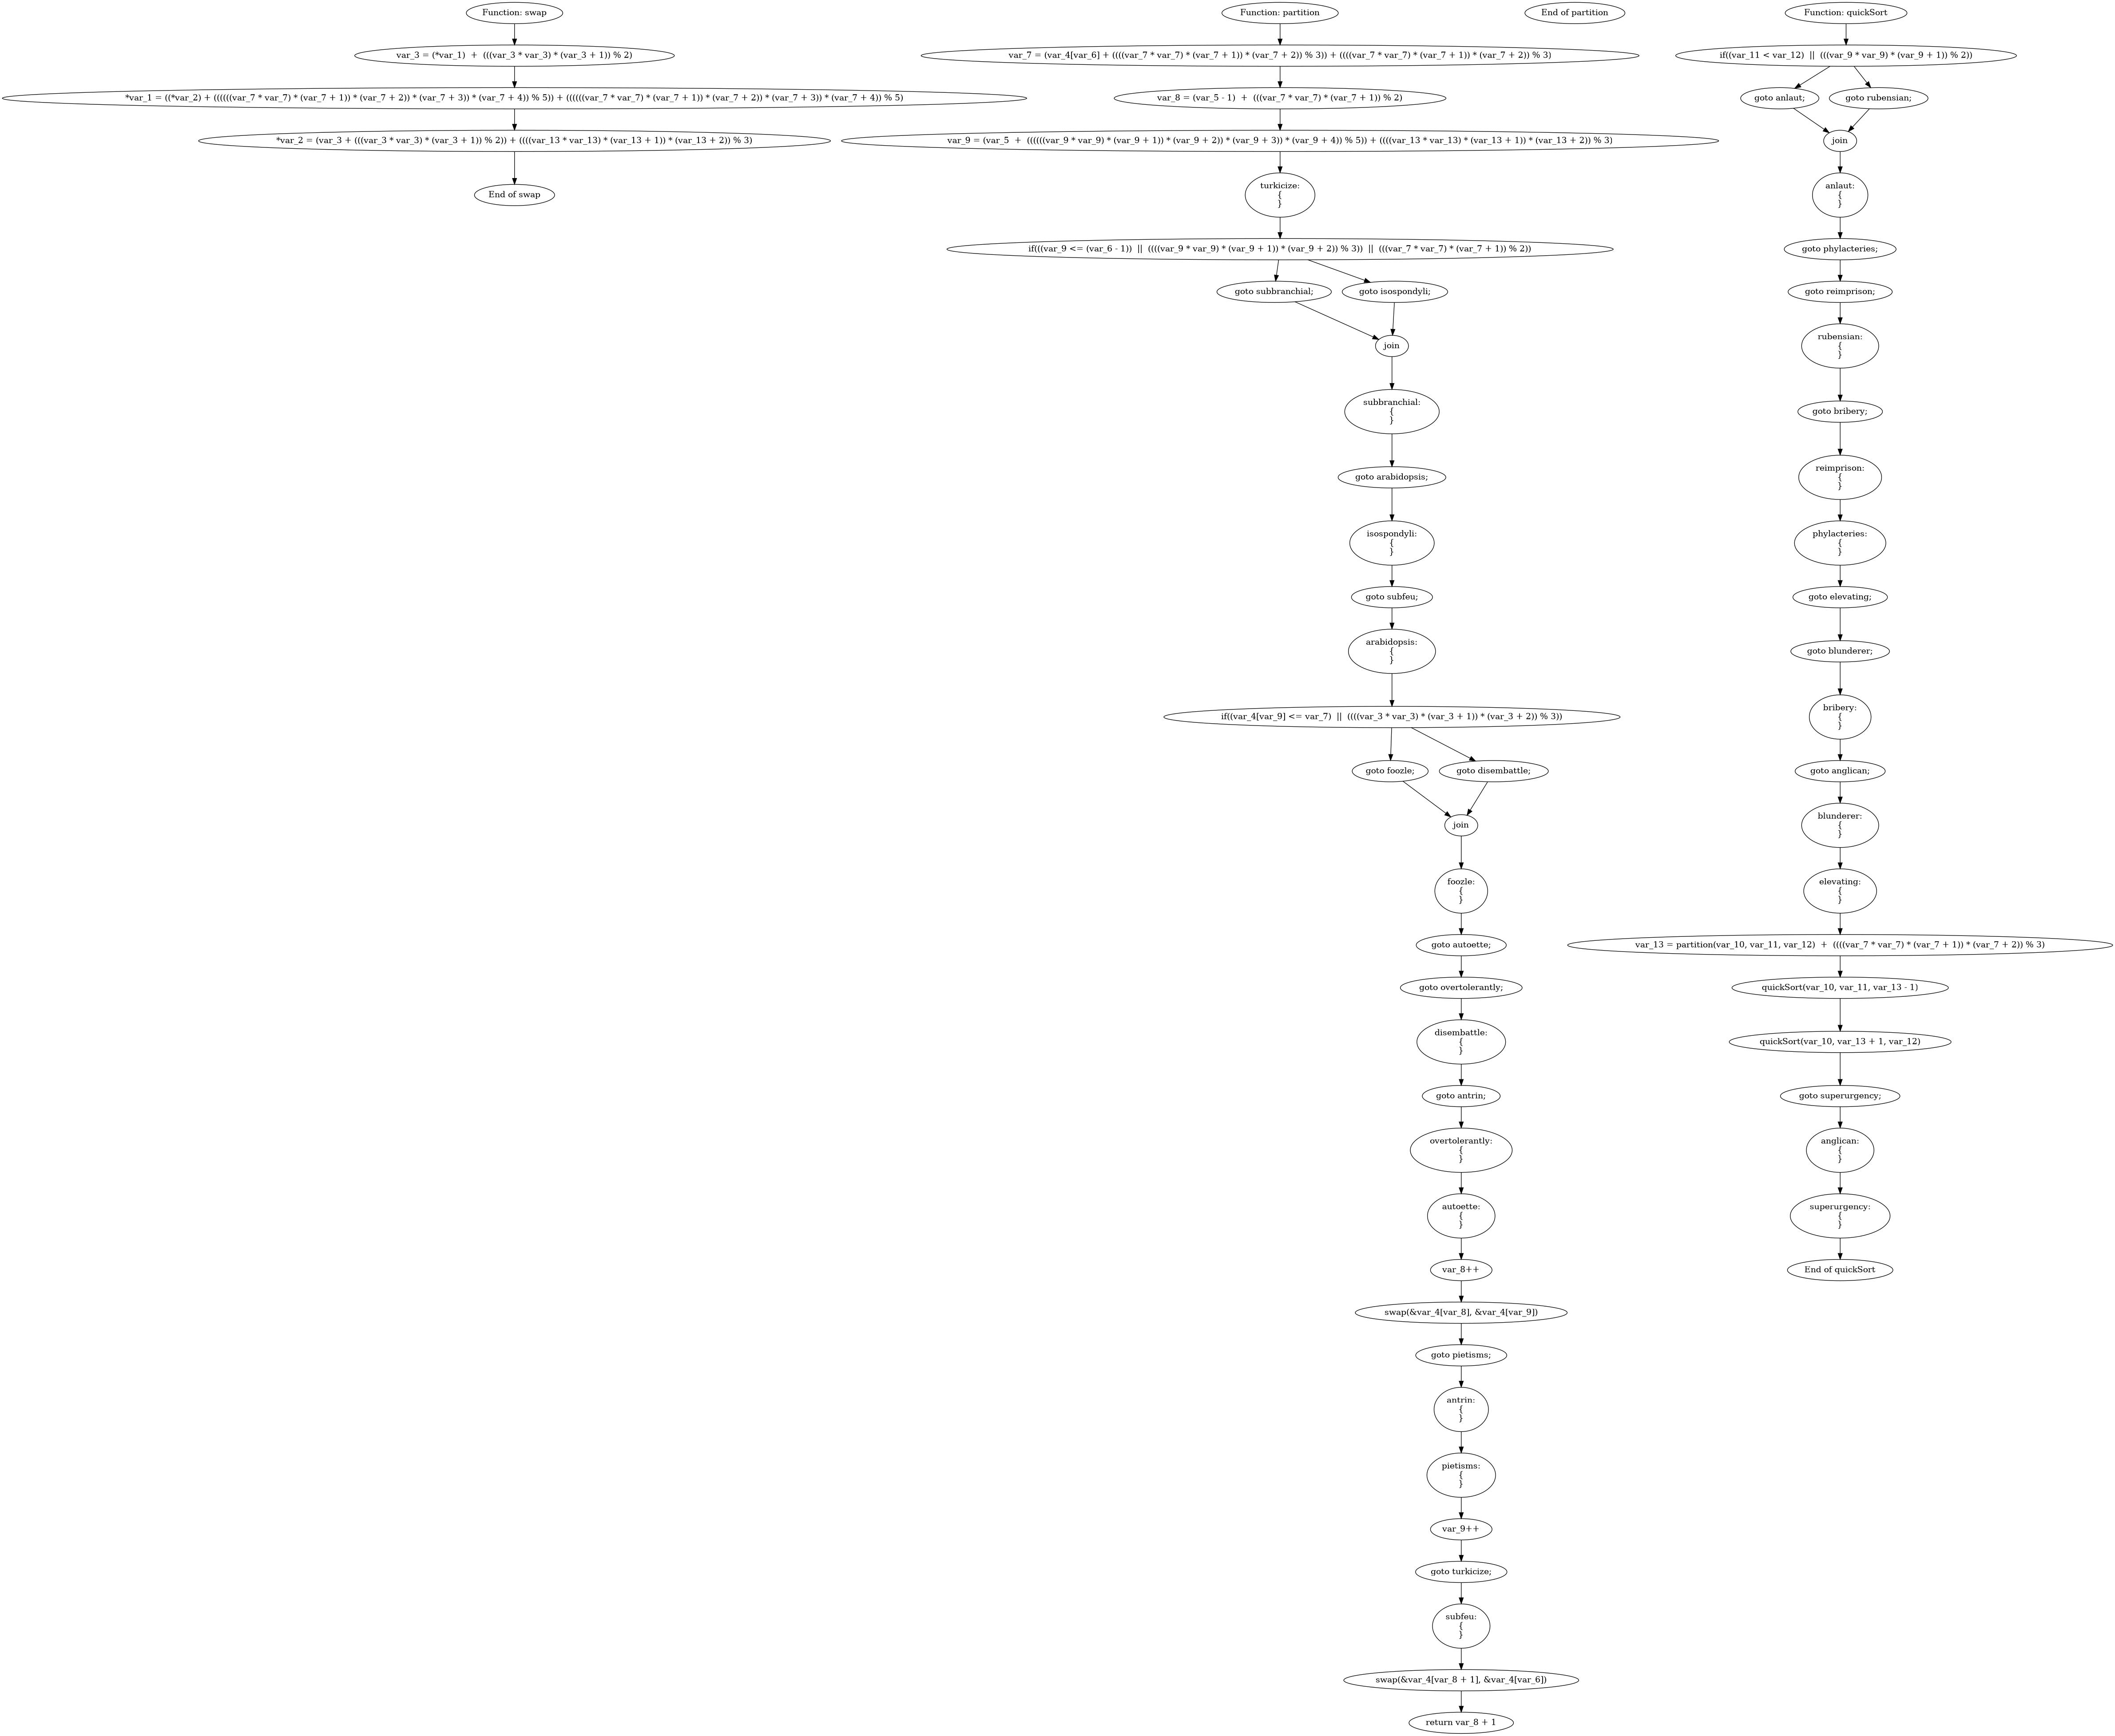 Function: swap
var_3 = (*var_1)  +  (((var_3 * var_3) * (var_3 + 1)) % 2)
*var_1 = ((*var_2) + ((((((var_7 * var_7) * (var_7 + 1)) * (var_7 + 2)) * (var_7 + 3)) * (var_7 + 4)) % 5)) + ((((((var_7 * var_7) * (var_7 + 1)) * (var_7 + 2)) * (var_7 + 3)) * (var_7 + 4)) % 5)
*var_2 = (var_3 + (((var_3 * var_3) * (var_3 + 1)) % 2)) + ((((var_13 * var_13) * (var_13 + 1)) * (var_13 + 2)) % 3)
End of swap
Function: partition
var_7 = (var_4[var_6] + ((((var_7 * var_7) * (var_7 + 1)) * (var_7 + 2)) % 3)) + ((((var_7 * var_7) * (var_7 + 1)) * (var_7 + 2)) % 3)
var_8 = (var_5 - 1)  +  (((var_7 * var_7) * (var_7 + 1)) % 2)
var_9 = (var_5  +  ((((((var_9 * var_9) * (var_9 + 1)) * (var_9 + 2)) * (var_9 + 3)) * (var_9 + 4)) % 5)) + ((((var_13 * var_13) * (var_13 + 1)) * (var_13 + 2)) % 3)
turkicize:
{
}
if(((var_9 <= (var_6 - 1))  ||  ((((var_9 * var_9) * (var_9 + 1)) * (var_9 + 2)) % 3))  ||  (((var_7 * var_7) * (var_7 + 1)) % 2))
goto subbranchial;
goto isospondyli;
join
subbranchial:
{
}
goto arabidopsis;
isospondyli:
{
}
goto subfeu;
arabidopsis:
{
}
if((var_4[var_9] <= var_7)  ||  ((((var_3 * var_3) * (var_3 + 1)) * (var_3 + 2)) % 3))
goto foozle;
goto disembattle;
join
foozle:
{
}
goto autoette;
goto overtolerantly;
disembattle:
{
}
goto antrin;
overtolerantly:
{
}
autoette:
{
}
var_8++
swap(&var_4[var_8], &var_4[var_9])
goto pietisms;
antrin:
{
}
pietisms:
{
}
var_9++
goto turkicize;
subfeu:
{
}
swap(&var_4[var_8 + 1], &var_4[var_6])
return var_8 + 1
End of partition
Function: quickSort
if((var_11 < var_12)  ||  (((var_9 * var_9) * (var_9 + 1)) % 2))
goto anlaut;
goto rubensian;
join
anlaut:
{
}
goto phylacteries;
goto reimprison;
rubensian:
{
}
goto bribery;
reimprison:
{
}
phylacteries:
{
}
goto elevating;
goto blunderer;
bribery:
{
}
goto anglican;
blunderer:
{
}
elevating:
{
}
var_13 = partition(var_10, var_11, var_12)  +  ((((var_7 * var_7) * (var_7 + 1)) * (var_7 + 2)) % 3)
quickSort(var_10, var_11, var_13 - 1)
quickSort(var_10, var_13 + 1, var_12)
goto superurgency;
anglican:
{
}
superurgency:
{
}
End of quickSort